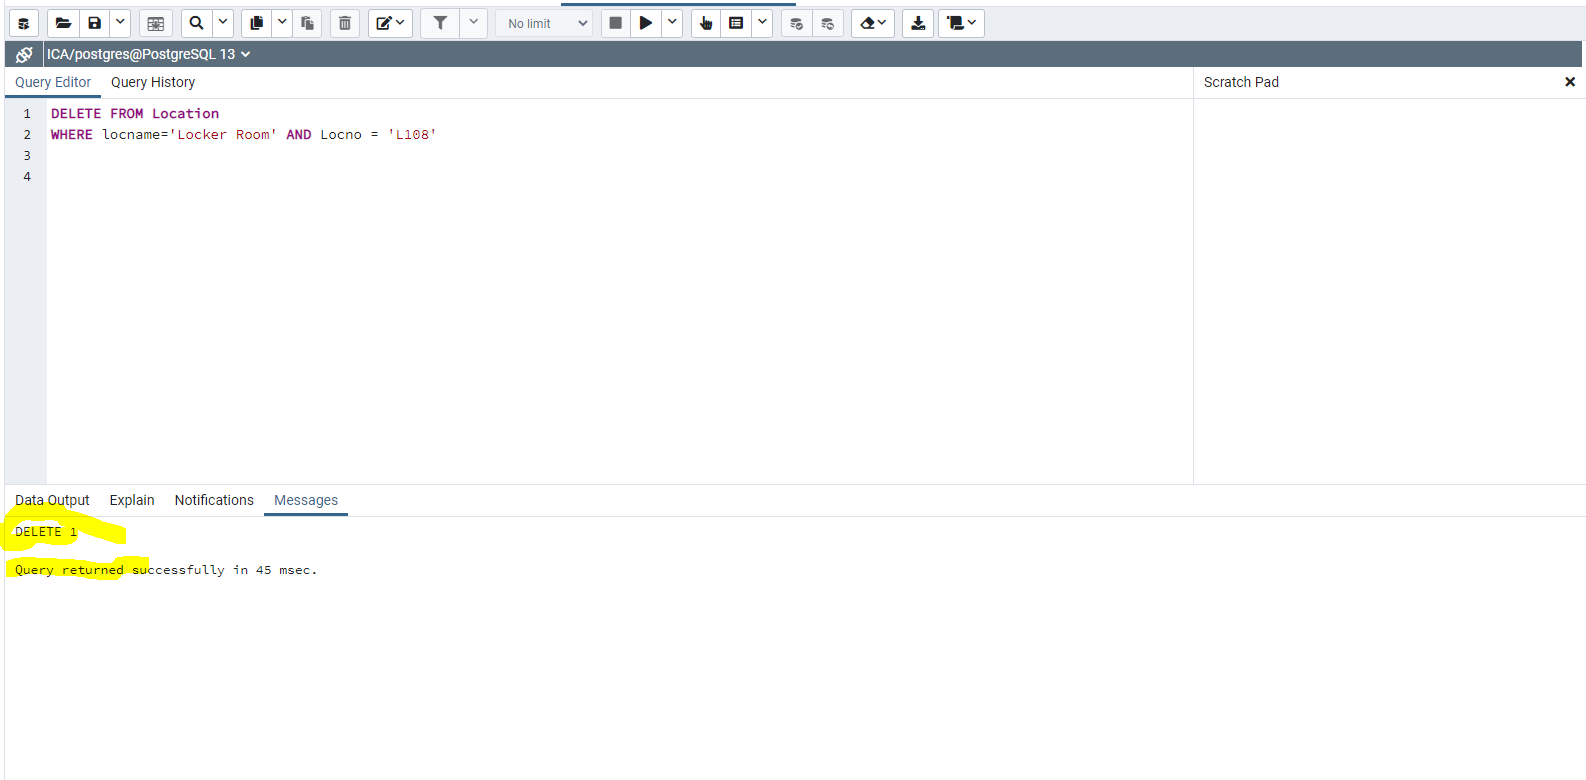 No limit
ICA/postgres@PostgreSQL 13
Query Editor Query History Scratch Pad
1 DELETE FROM Location
2 WHERE locname='Locker Room' AND Locno = 'L108'
3
4
Data Output Explain Notifications Messages
DELETE 1
Query returned successfully in 45 msec.